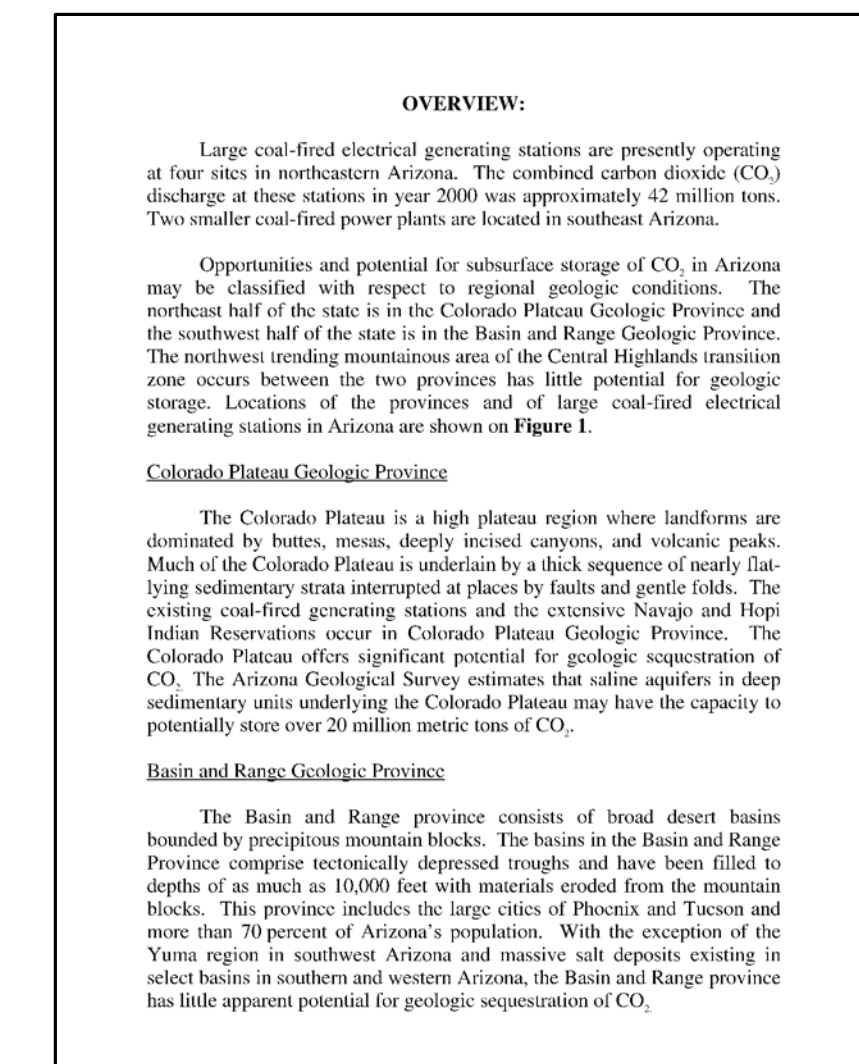 OVERVIEW:
Large coal-fired electrical generating stations are presently operating
at four sites in northeastern Arizona. The combined carbon dioxide (CO₂)
discharge at these stations in year 2000 was approximately 42 million tons.
Two smaller coal-fired power plants are located in southeast Arizona.
Opportunities and potential for subsurface storage of CO₂ in Arizona
may be classified with respect to regional geologic conditions. The
northeast half of the state is in the Colorado Plateau Geologic Province and
the southwest half of the state is in the Basin and Range Geologic Province.
The northwest trending mountainous area of the Central Highlands transition
zone occurs between the two provinces has little potential for geologic
storage. Locations of the provinces and of large coal-fired electrical
generating stations in Arizona are shown on Figure 1.
Colorado Plateau Geologic Province
The Colorado Plateau is a high plateau region where landforms are
dominated by buttes, mesas, deeply incised canyons, and volcanic peaks.
Much of the Colorado Plateau is underlain by a thick sequence of nearly flat-
lying sedimentary strata interrupted at places by faults and gentle folds. The
existing coal-fired generating stations and the extensive Navajo and Hopi
Indian Reservations occur in Colorado Plateau Geologic Province. The
Colorado Plateau offers significant potential for geologic sequestration of
CO₂. The Arizona Geological Survey estimates that saline aquifers in deep
sedimentary units underlying the Colorado Plateau may have the capacity to
potentially store over 20 million metric tons of CO₂.
Basin and Range Geologic Province
The Basin and Range province consists of broad desert basins
bounded by precipitous mountain blocks. The basins in the Basin and Range
Province comprise tectonically depressed troughs and have been filled to
depths of as much as 10,000 feet with materials eroded from the mountain
blocks. This province includes the large cities of Phoenix and Tucson and
more than 70 percent of Arizona's population. With the exception of the
Yuma region in southwest Arizona and massive salt deposits existing in
select basins in southern and western Arizona, the Basin and Range province
has little apparent potential for geologic sequestration of CO₂.